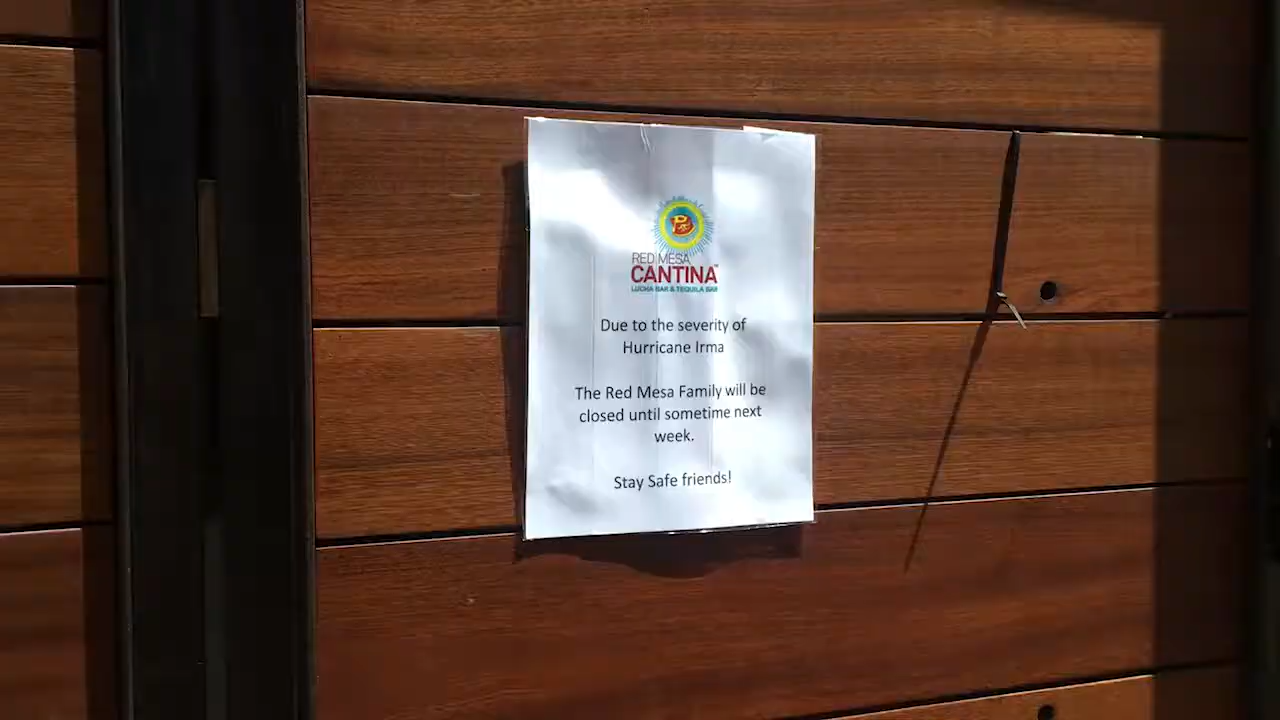 RED MESA
CANTINA
LUCHA BAR & TEQUILA BAR
Due to the severity of
Hurricane Irma
The Red Mesa Family will be
closed until sometime next
week.
Stay Safe friends!